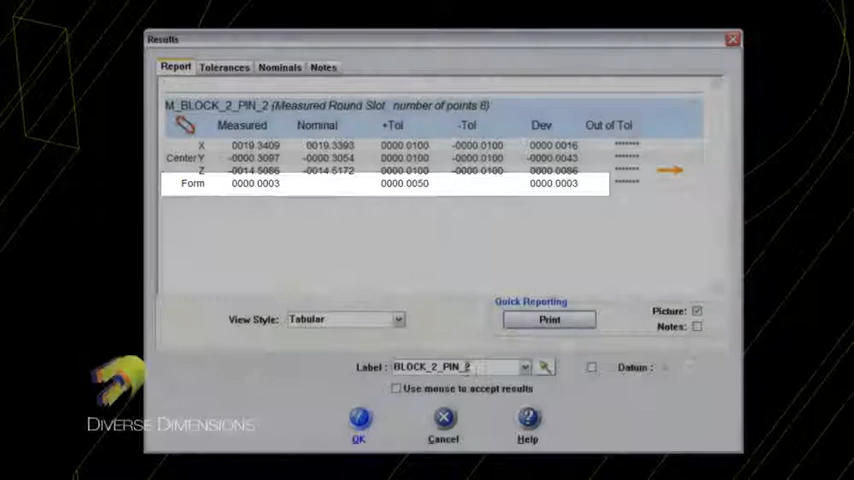 Results
Report Tolerances Nominals Notes
M_BLOCK_2_PIN_2 (Measured Round Slot number of points 8)
Measured Nominal +Tol -Tol Dev Out of Tol
X 0019.3409 0019.3393 0000.0100 -0000.0100 0000.0016 *******
Center Y -0000.3097 -0000.3054 0000.0100 -0000.0100 -0000.0043 *******
Z -0014.5086 -0014.5172 0000.0100 -0000.0100 0000.0086 *******
Form 0000.0003 0000.0050 0000.0003 *******
Quick Reporting
View Style: Tabular Print Picture:
Notes:
Label : BLOCK_2_PIN_2 Datum :
Use mouse to accept results
OK Cancel Help
DIVERSE DIMENSIONS